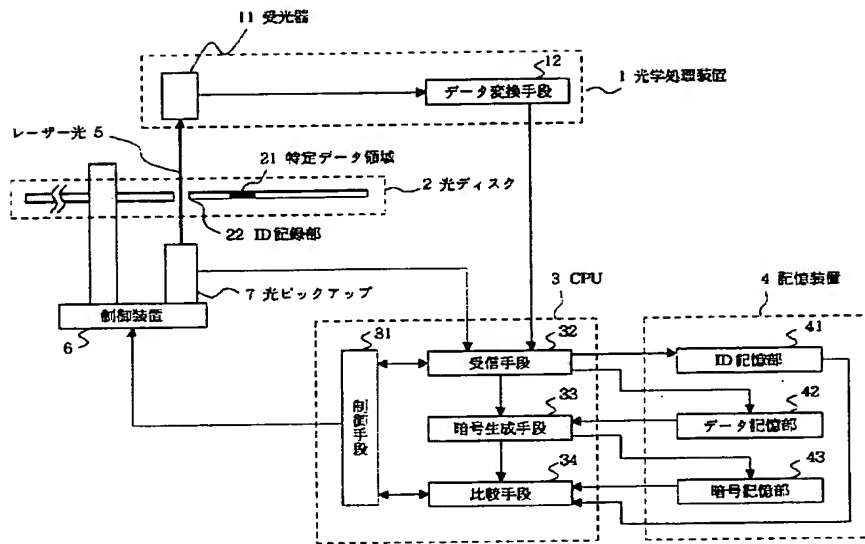 11 受光器
12
データ変換手段
1 光学処理装置
レーザー光 5
21 特定データ領域
2 光ディスク
22 ID記録部
7 光ピックアップ
制御装置
6
3 CPU
4 記憶装置
31
制御手段
32
受信手段
33
暗号生成手段
34
比較手段
41
ID記憶部
42
データ記憶部
43
暗号記憶部